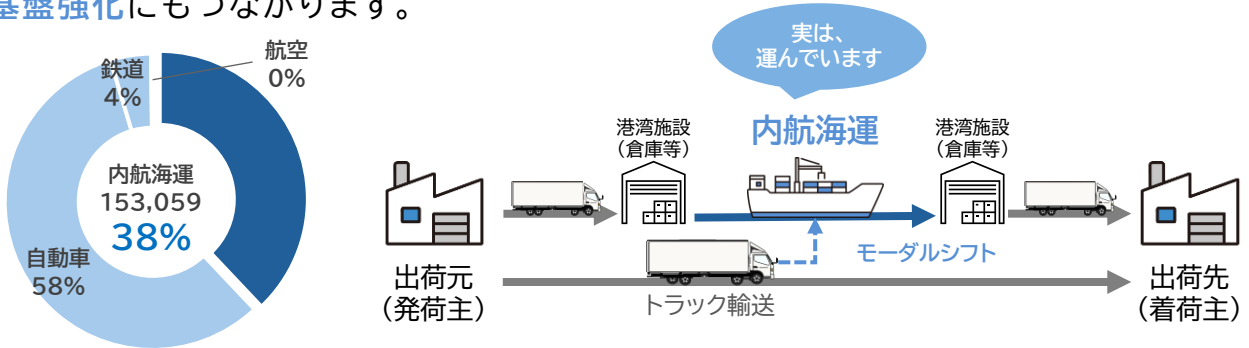 基盤強化にもつながります。
航空
0%
鉄道
4%
内航海運
153,059
38%
自動車
58%
実は、
運んでいます
港湾施設
（倉庫等）
内航海運
港湾施設
（倉庫等）
モーダルシフト
出荷元
（発荷主）
トラック輸送
出荷先
（着荷主）